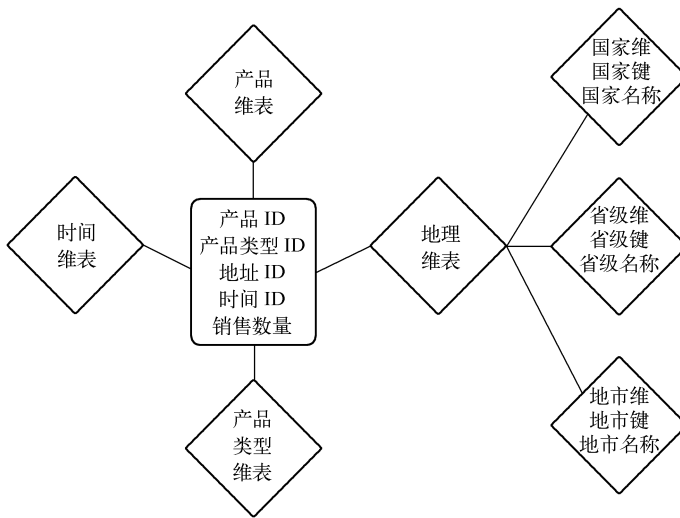 产品
维表
时间
维表
产品 ID
产品类型 ID
地址 ID
时间 ID
销售数量
产品
类型
维表
地理
维表
国家维
国家键
国家名称
省级维
省级键
省级名称
地市维
地市键
地市名称